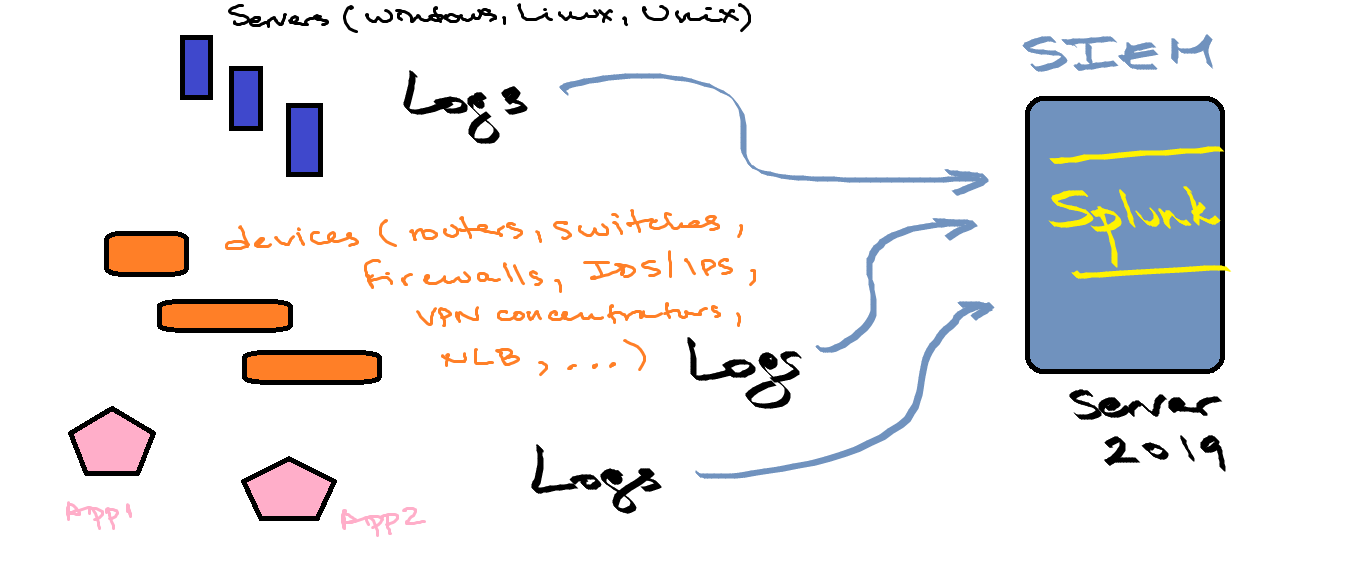 Servers (Windows, Linux, Unix)
Logs
SIEM
Splunk
devices (routers, switches,
firewalls, IDS/IPS,
VPN concentrators,
NLB, ...)
Logs
Server
2019
Logs
App1
App2